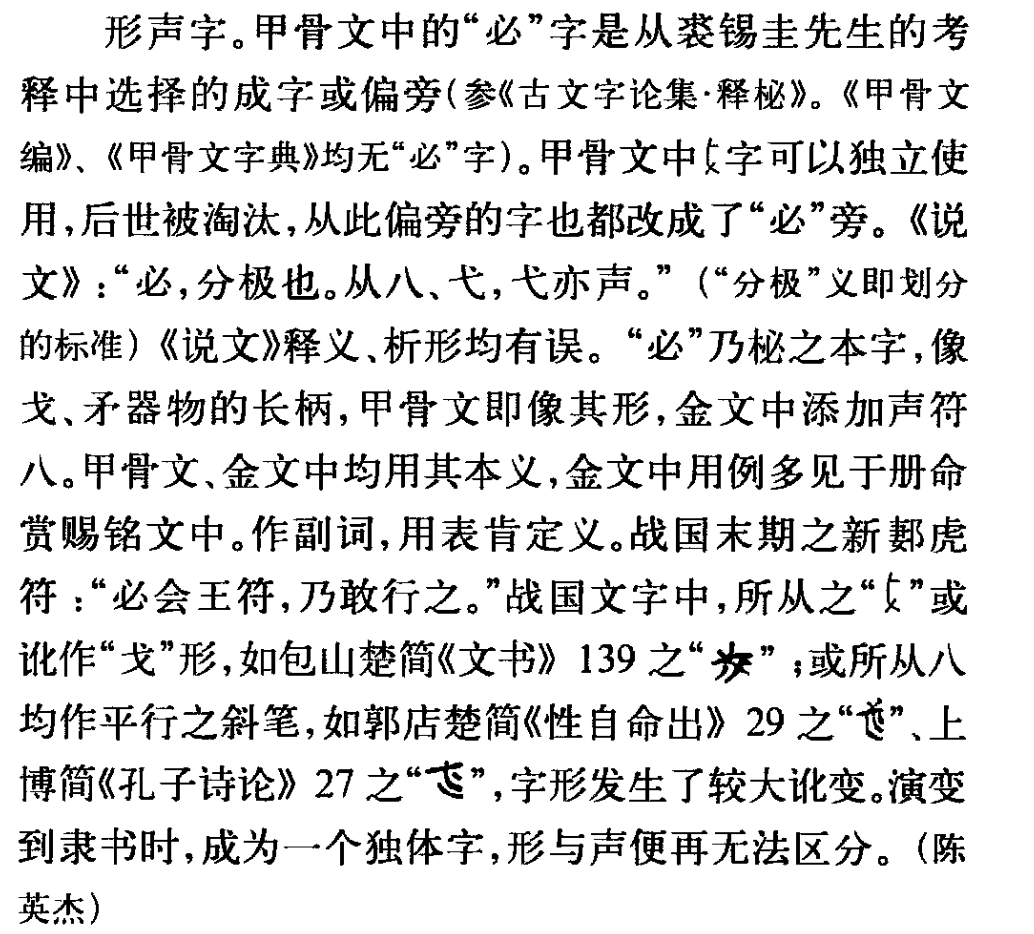 形声字。甲骨文中的“必”字是从裘锡圭先生的考
释中选择的成字或偏旁(参《古文字论集·释柲》。《甲骨文
编》、《甲骨文字典》均无“必”字)。甲骨文中字可以独立使
用,后世被淘汰,从此偏旁的字也都改成了“必”旁。《说
文》:“必,分极也。从八、弋,弋亦声。”(“分极”义即划分
的标准)《说文》释义、析形均有误。“必”乃柲之本字,像
戈、矛器物的长柄,甲骨文即像其形,金文中添加声符
八。甲骨文、金文中均用其本义,金文中用例多见于册命
赏赐铭文中。作副词,用表肯定义。战国末期之新郪虎
符:“必会王符,乃敢行之。”战国文字中,所从之“”或
讹作“戈”形,如包山楚简《文书》139之“”;或所从八
均作平行之斜笔,如郭店楚简《性自命出》29之“”、上
博简《孔子诗论》27之“”,字形发生了较大讹变。演变
到隶书时,成为一个独体字,形与声便再无法区分。(陈
英杰)